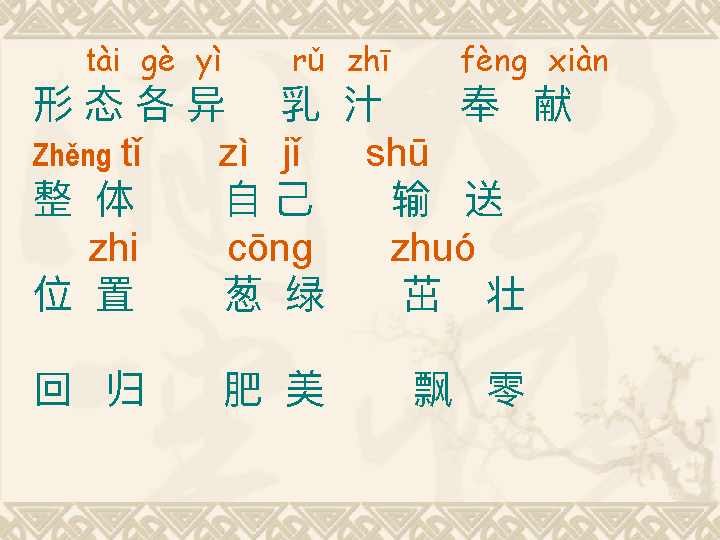 tài gè yì rǔ zhī fèng xiàn
形态各异 乳汁 奉献
Zhěng tǐ zì jǐ shū
整体 自己 输送
zhi cōng zhuó
位置 葱绿 茁壮
回归 肥美 飘零